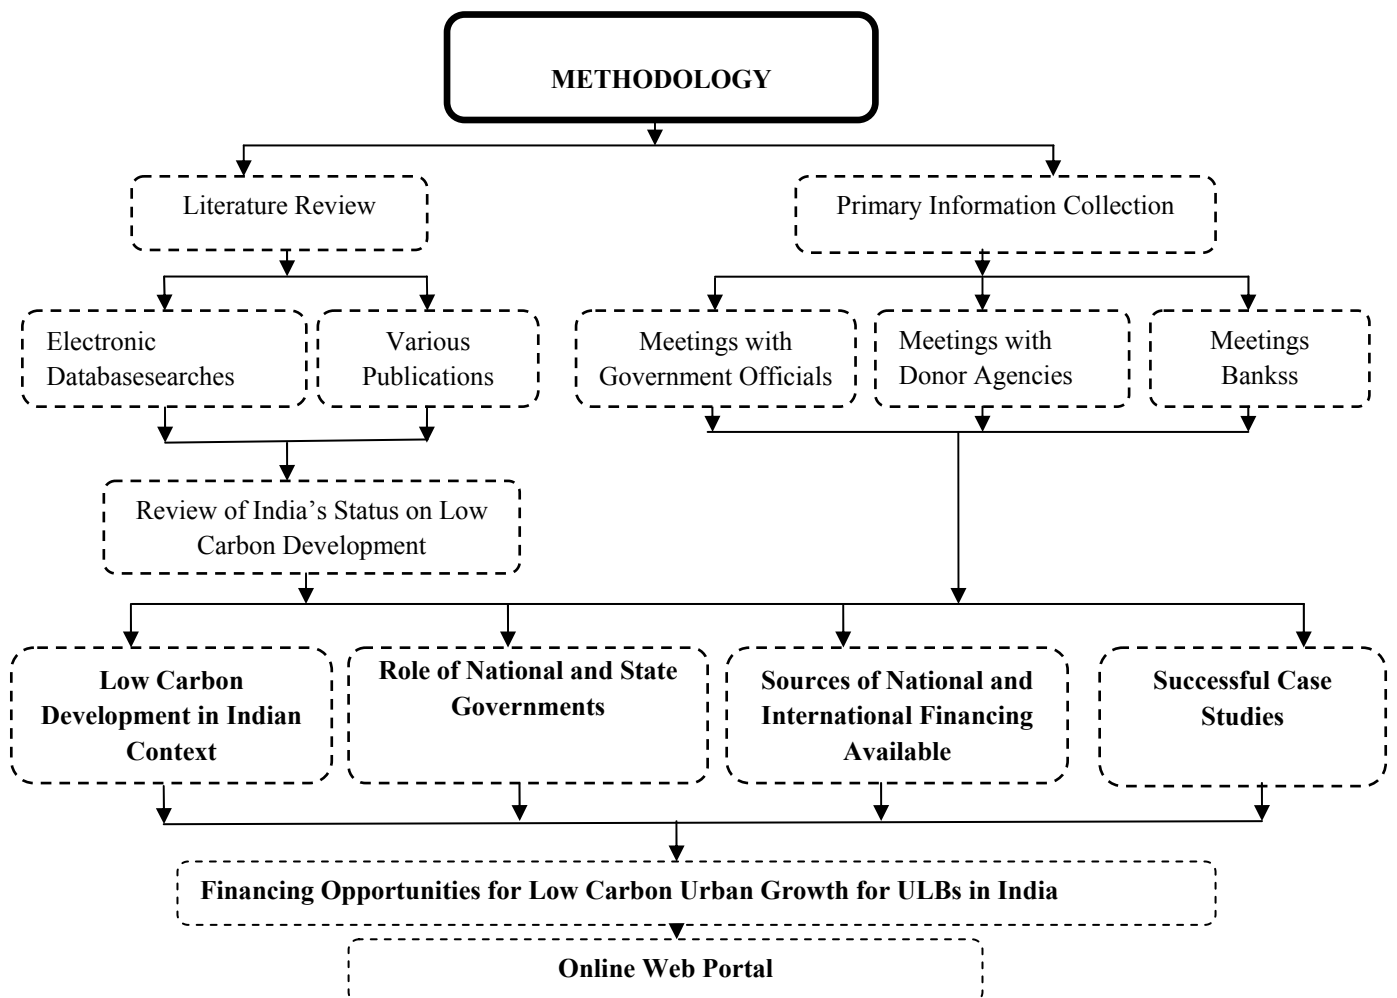 METHODOLOGY
Literature Review
Primary Information Collection
Electronic
Databasesearches
Various
Publications
Meetings with
Government Officials
Meetings with
Donor Agencies
Meetings
Bankss
Review of India’s Status on Low
Carbon Development
Low Carbon
Development in Indian
Context
Role of National and State
Governments
Sources of National and
International Financing
Available
Successful Case
Studies
Financing Opportunities for Low Carbon Urban Growth for ULBs in India
Online Web Portal